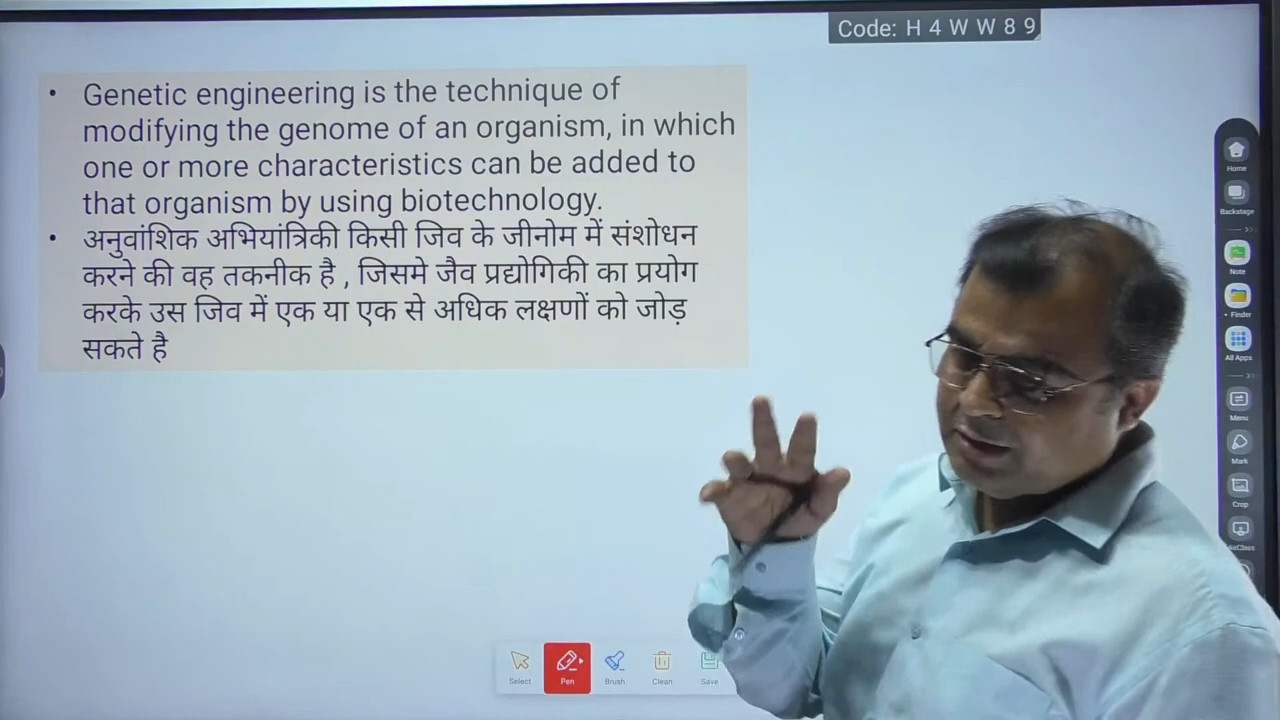 Code: H 4 W W 8 9
• Genetic engineering is the technique of
modifying the genome of an organism, in which
one or more characteristics can be added to
that organism by using biotechnology.
• अनुवांशिक अभियांत्रिकी किसी जिव के जीनोम में संशोधन
करने की वह तकनीक है , जिसमे जैव प्रद्योगिकी का प्रयोग
करके उस जिव में एक या एक से अधिक लक्षणों को जोड़
सकते है
Home
Backstage
Note
Finder
All Apps
Menu
Mark
Crop
Select
Pen
Brush
Clean
Save